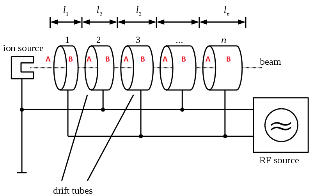 l1 l2 l3 ln
1 2 3 ... n
ion source
A B A B A B A B A B
beam
RF source
drift tubes